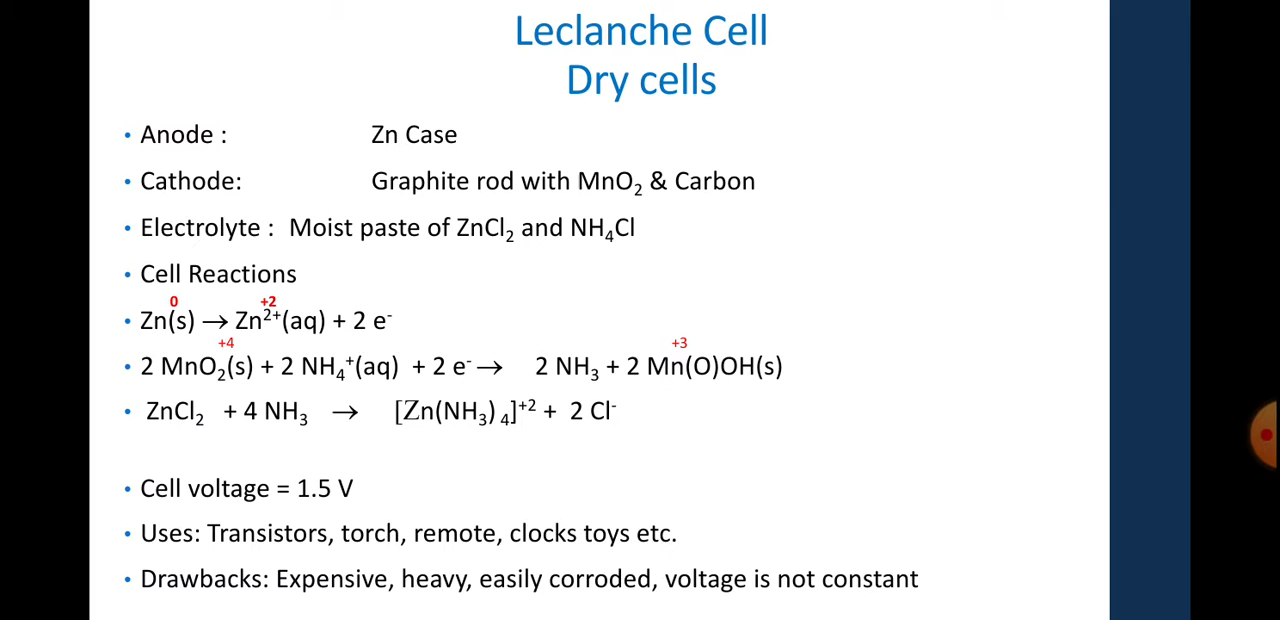 Leclanche Cell
Dry cells
• Anode : Zn Case
• Cathode: Graphite rod with MnO₂ & Carbon
• Electrolyte : Moist paste of ZnCl₂ and NH₄Cl
• Cell Reactions
0 +2
• Zn(s) → Zn²⁺(aq) + 2 e⁻
+4 +3
• 2 MnO₂(s) + 2 NH₄⁺(aq) + 2 e⁻ → 2 NH₃ + 2 Mn(O)OH(s)
• ZnCl₂ + 4 NH₃ → [Zn(NH₃) ₄]⁺² + 2 Cl⁻
• Cell voltage = 1.5 V
• Uses: Transistors, torch, remote, clocks toys etc.
• Drawbacks: Expensive, heavy, easily corroded, voltage is not constant